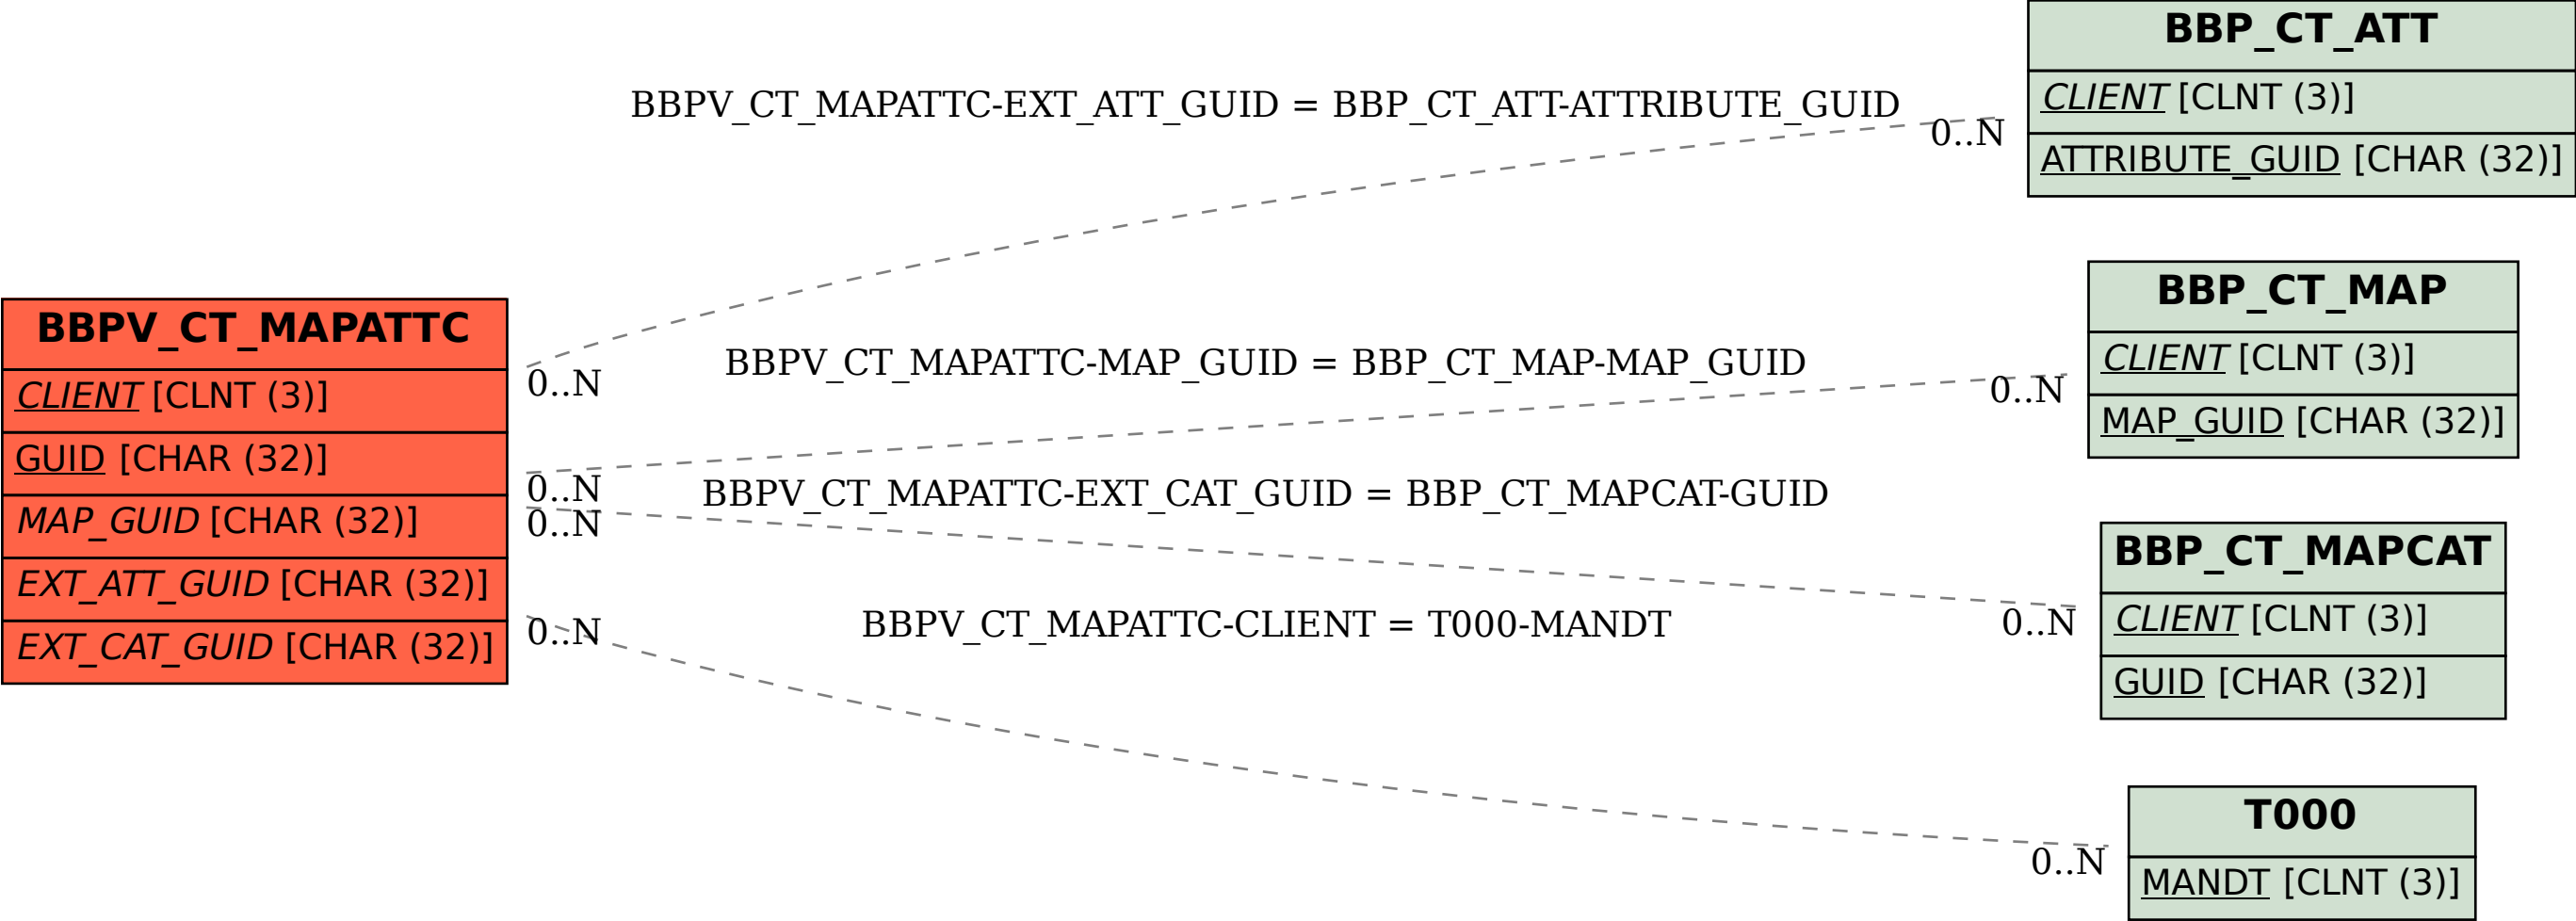 BBP_CT_ATT
CLIENT [CLNT (3)]
ATTRIBUTE_GUID [CHAR (32)]
BBPV_CT_MAPATTC-EXT_ATT_GUID = BBP_CT_ATT-ATTRIBUTE_GUID
0..N
0..N
BBPV_CT_MAPATTC
CLIENT [CLNT (3)]
GUID [CHAR (32)]
MAP_GUID [CHAR (32)]
EXT_ATT_GUID [CHAR (32)]
EXT_CAT_GUID [CHAR (32)]
BBPV_CT_MAPATTC-MAP_GUID = BBP_CT_MAP-MAP_GUID
0..N
0..N
BBP_CT_MAP
CLIENT [CLNT (3)]
MAP_GUID [CHAR (32)]
BBPV_CT_MAPATTC-EXT_CAT_GUID = BBP_CT_MAPCAT-GUID
0..N
0..N
BBP_CT_MAPCAT
CLIENT [CLNT (3)]
GUID [CHAR (32)]
BBPV_CT_MAPATTC-CLIENT = T000-MANDT
0..N
0..N
T000
MANDT [CLNT (3)]